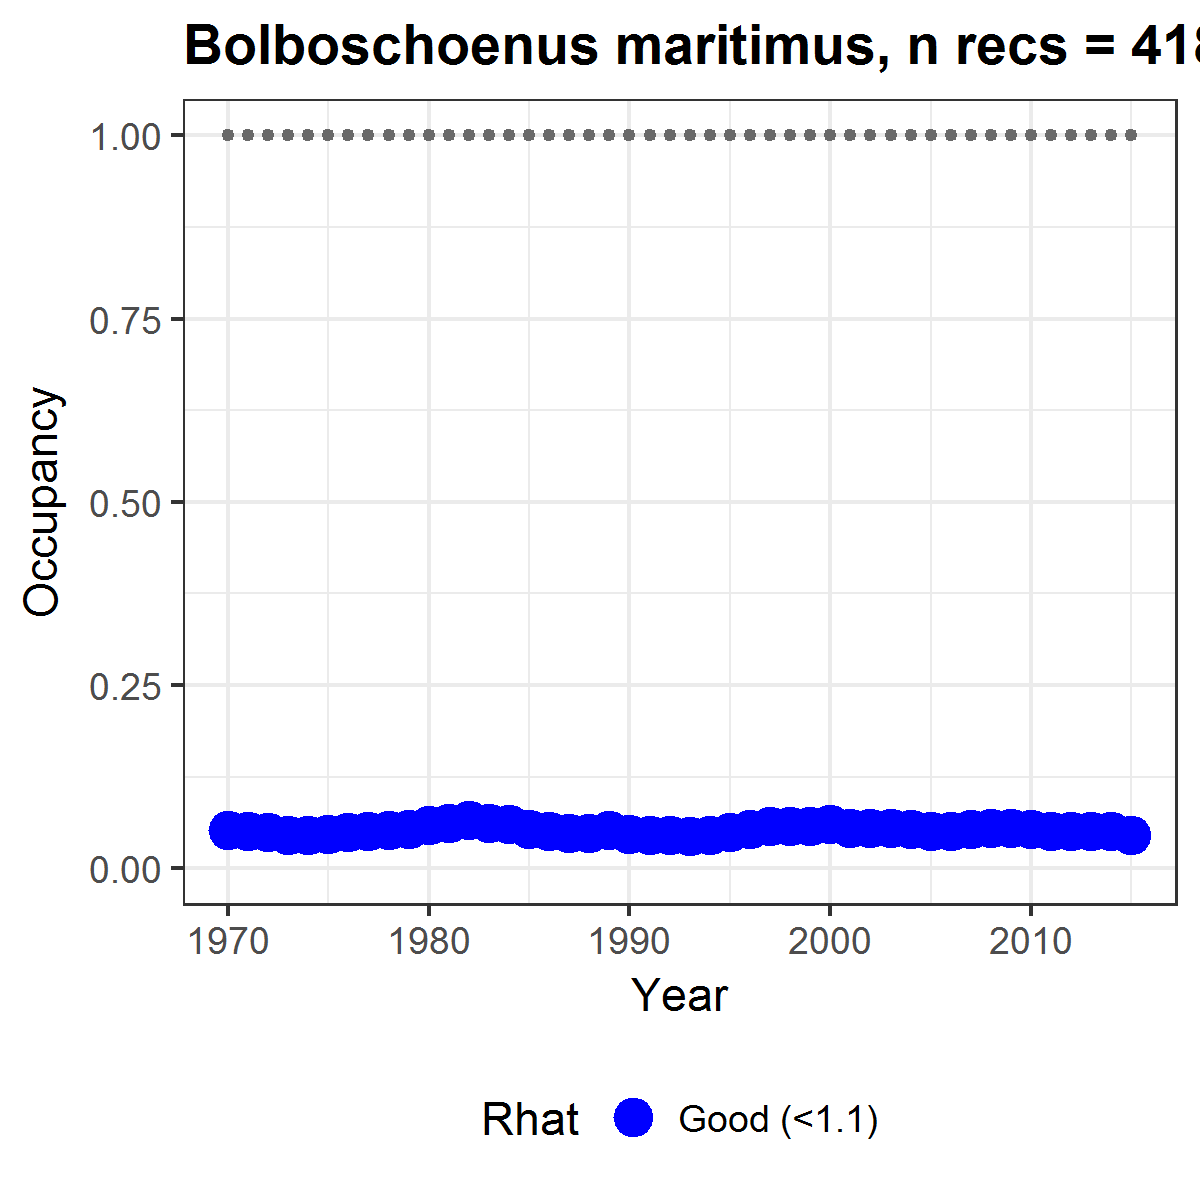 Bolboschoenus maritimus, n recs = 418
1.00
0.75
0.50
0.25
0.00
Occupancy
1970 1980 1990 2000 2010
Year
Rhat Good (<1.1)